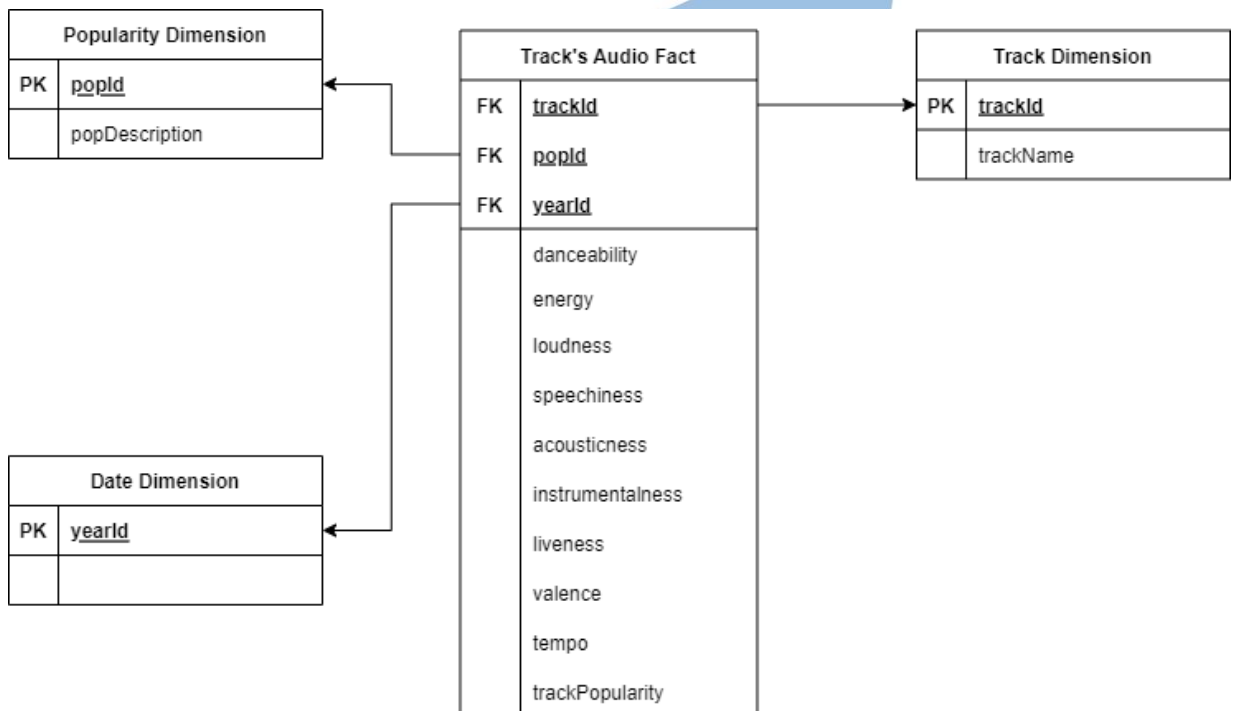 Popularity Dimension
PK popId
popDescription
Track's Audio Fact
FK trackId
FK popId
FK yearId
danceability
energy
loudness
speechiness
acousticness
instrumentalness
liveness
valence
tempo
trackPopularity
Track Dimension
PK trackId
trackName
Date Dimension
PK yearId